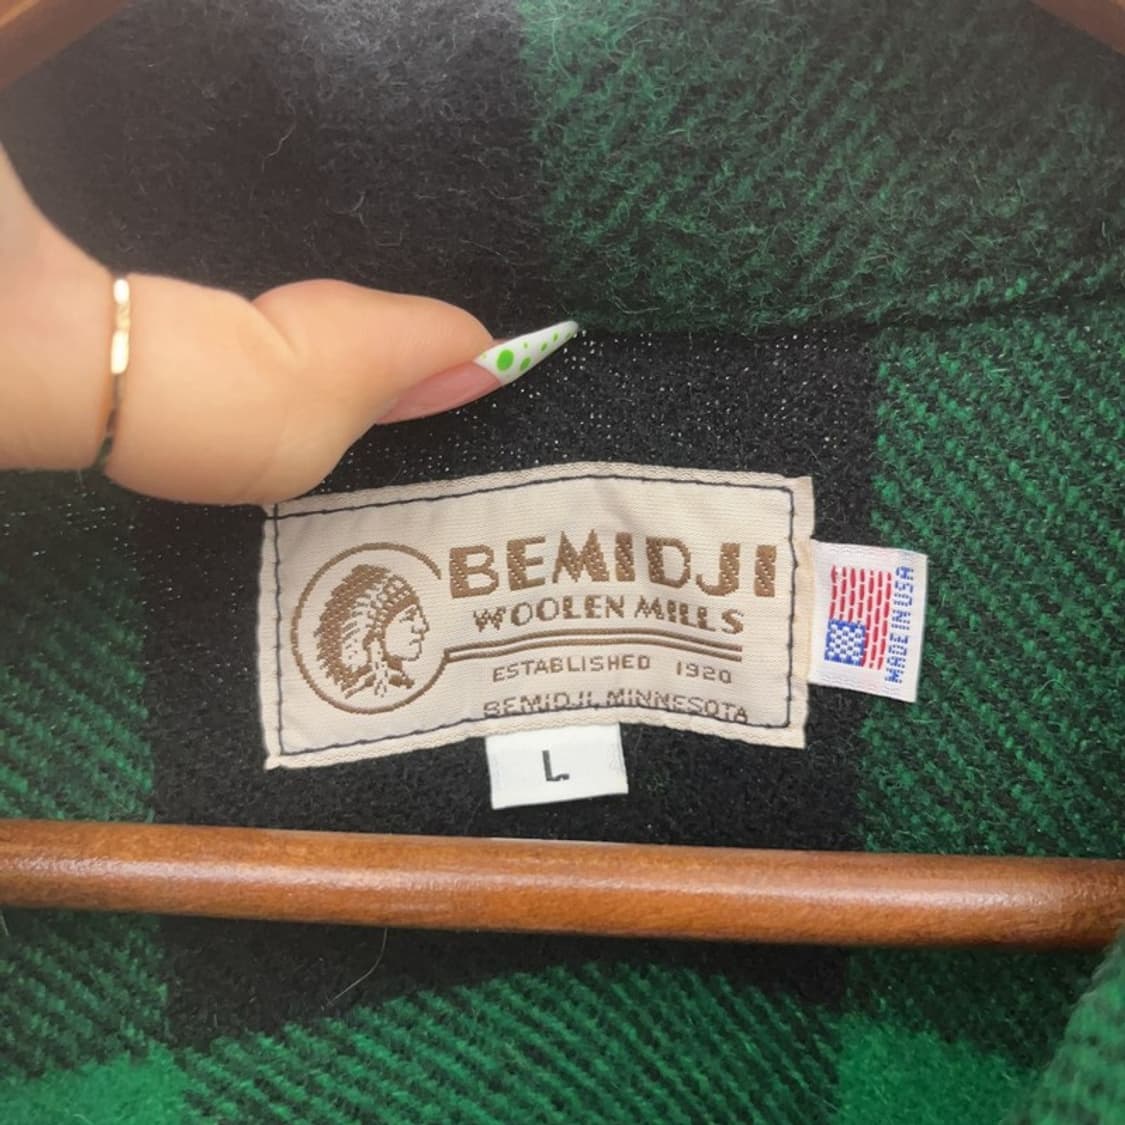 BEMIDJI
WOOLEN MILLS
ESTABLISHED 1920
BEMIDJI, MINNESOTA
MADE IN USA
L